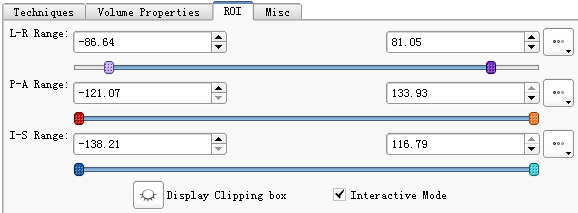 Techniques Volume Properties ROI Misc
L-R Range: -86.64 81.05 ...
P-A Range: -121.07 133.93 ...
I-S Range: -138.21 116.79 ...
Display Clipping box Interactive Mode